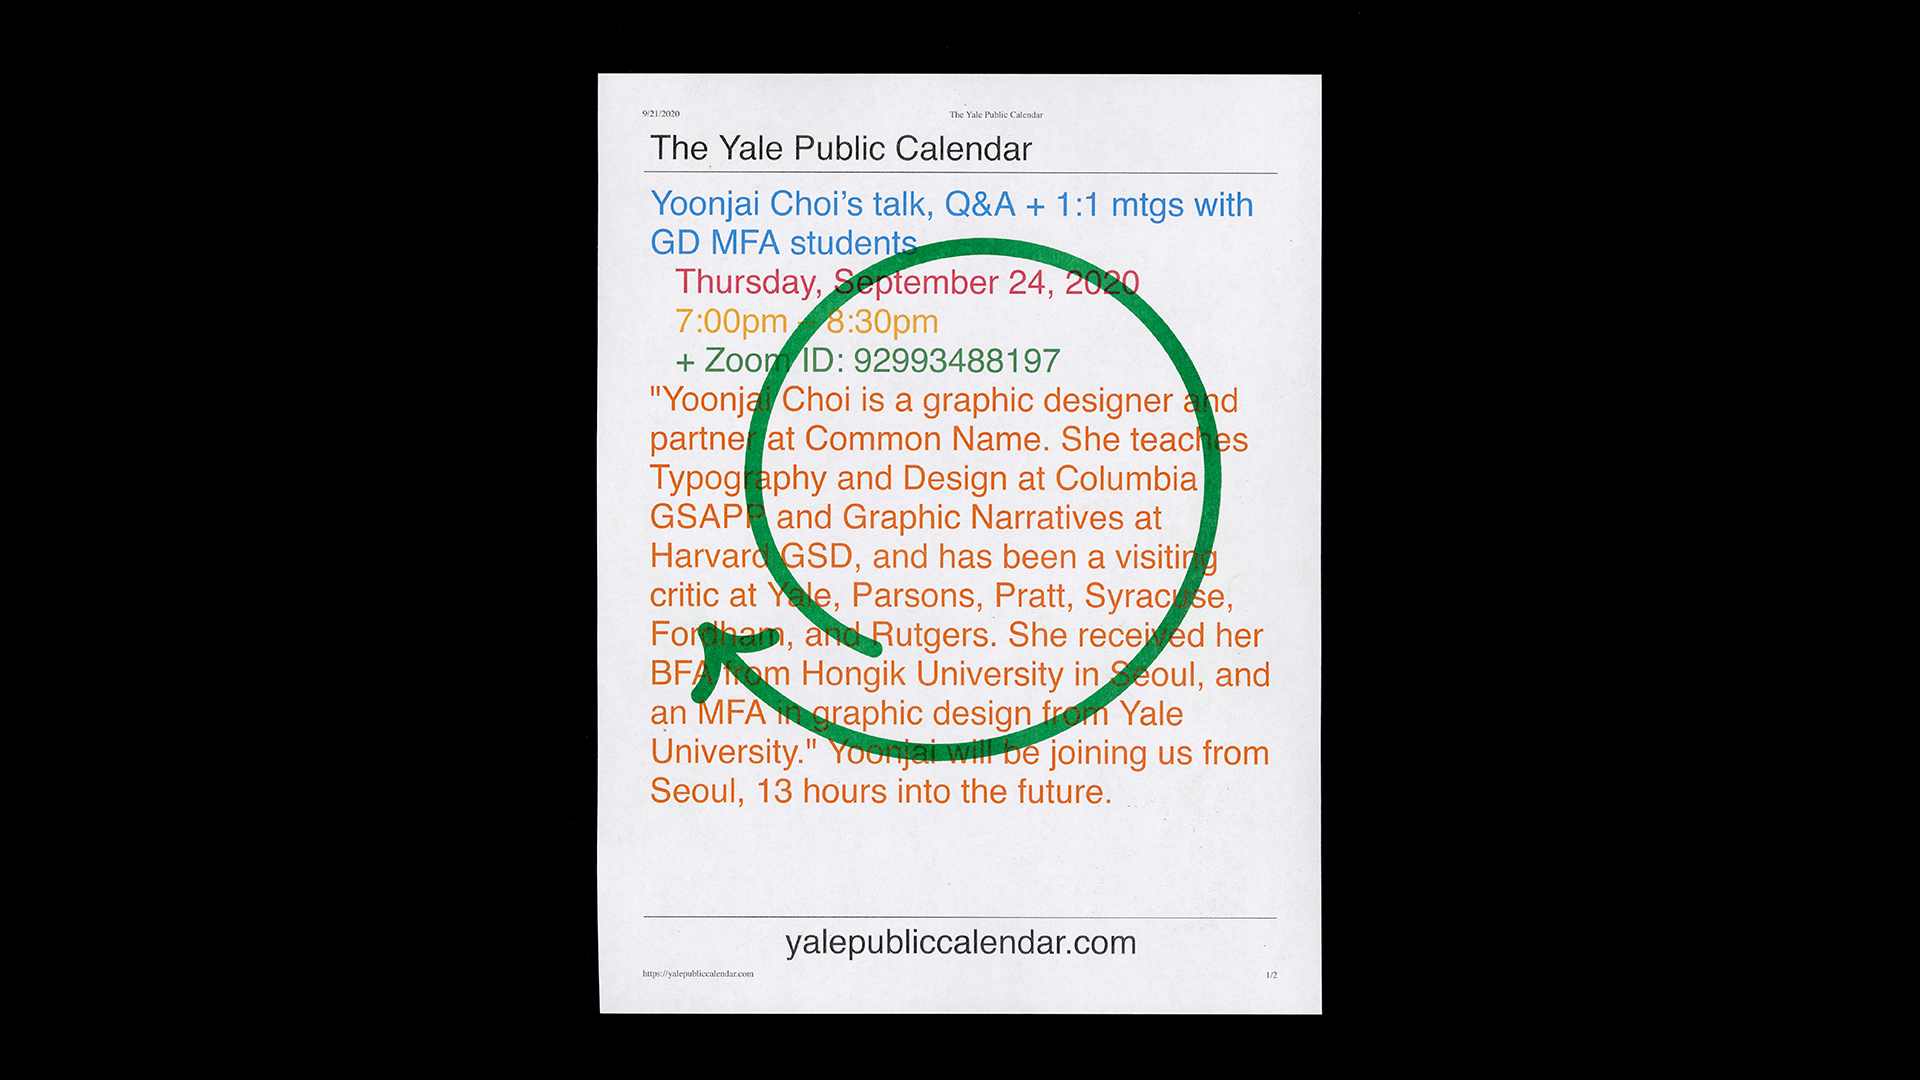 9/21/2020 The Yale Public Calendar
The Yale Public Calendar
Yoonjai Choi’s talk, Q&A + 1:1 mtgs with
GD MFA students
Thursday, September 24, 2020
7:00pm – 8:30pm
+ Zoom ID: 92993488197
"Yoonjai Choi is a graphic designer and
partner at Common Name. She teaches
Typography and Design at Columbia
GSAPP and Graphic Narratives at
Harvard GSD, and has been a visiting
critic at Yale, Parsons, Pratt, Syracuse,
Fordham, and Rutgers. She received her
BFA from Hongik University in Seoul, and
an MFA in graphic design from Yale
University." Yoonjai will be joining us from
Seoul, 13 hours into the future.
yalepubliccalendar.com
https://yalepubliccalendar.com 1/2